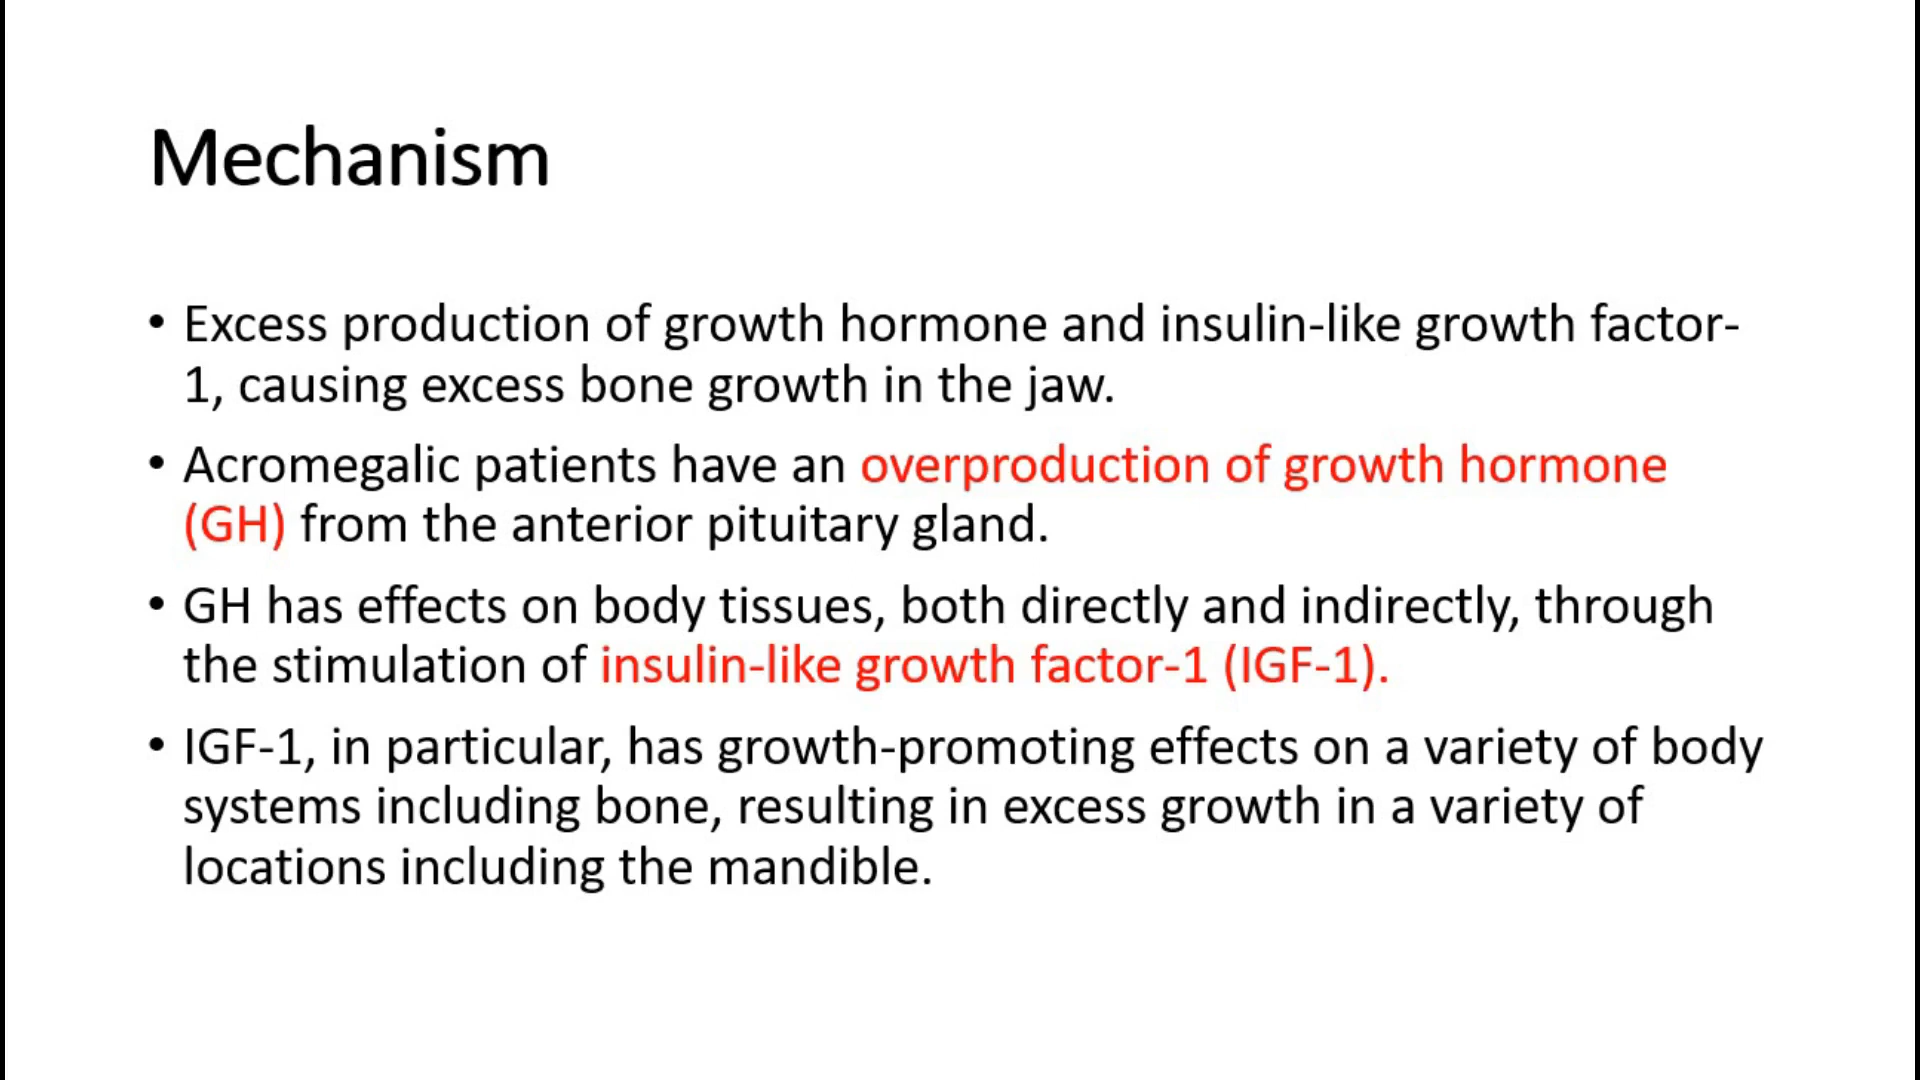 Mechanism
• Excess production of growth hormone and insulin-like growth factor-
1, causing excess bone growth in the jaw.
• Acromegalic patients have an overproduction of growth hormone
(GH) from the anterior pituitary gland.
• GH has effects on body tissues, both directly and indirectly, through
the stimulation of insulin-like growth factor-1 (IGF-1).
• IGF-1, in particular, has growth-promoting effects on a variety of body
systems including bone, resulting in excess growth in a variety of
locations including the mandible.